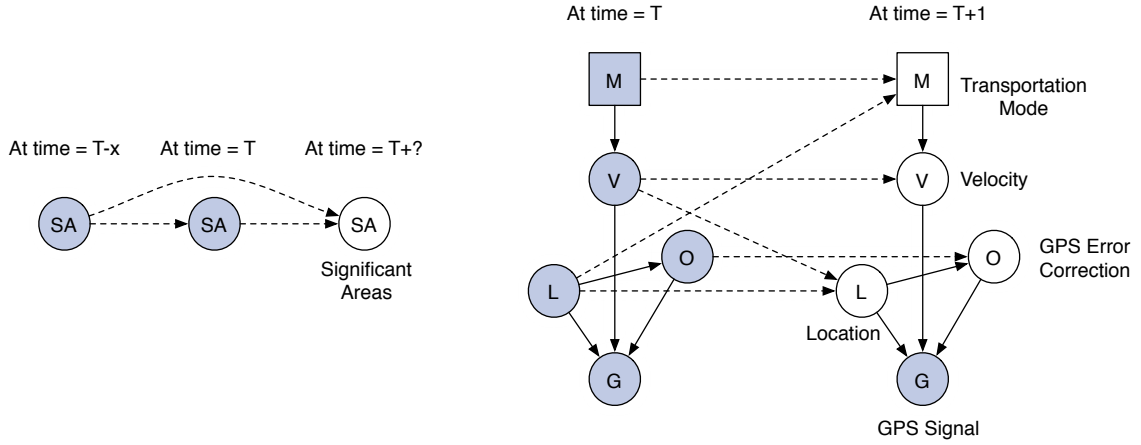 At time = T-x
At time = T
At time = T+?
SA
SA
SA
Significant
Areas
At time = T
At time = T+1
M
M
Transportation
Mode
V
V
Velocity
O
O
GPS Error
Correction
L
L
Location
G
G
GPS Signal